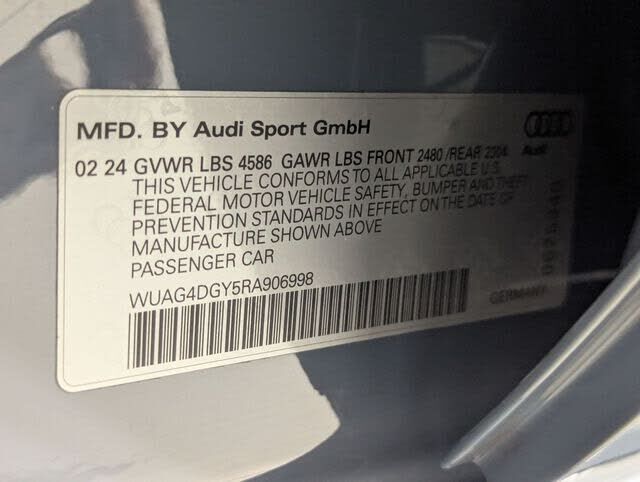 MFD. BY Audi Sport GmbH
Audi
02 24 GVWR LBS 4586 GAWR LBS FRONT 2480 /REAR 2304
THIS VEHICLE CONFORMS TO ALL APPLICABLE U.S.
FEDERAL MOTOR VEHICLE SAFETY, BUMPER AND THEFT
PREVENTION STANDARDS IN EFFECT ON THE DATE OF
MANUFACTURE SHOWN ABOVE
PASSENGER CAR
WUAG4DGY5RA906998
GERMANY